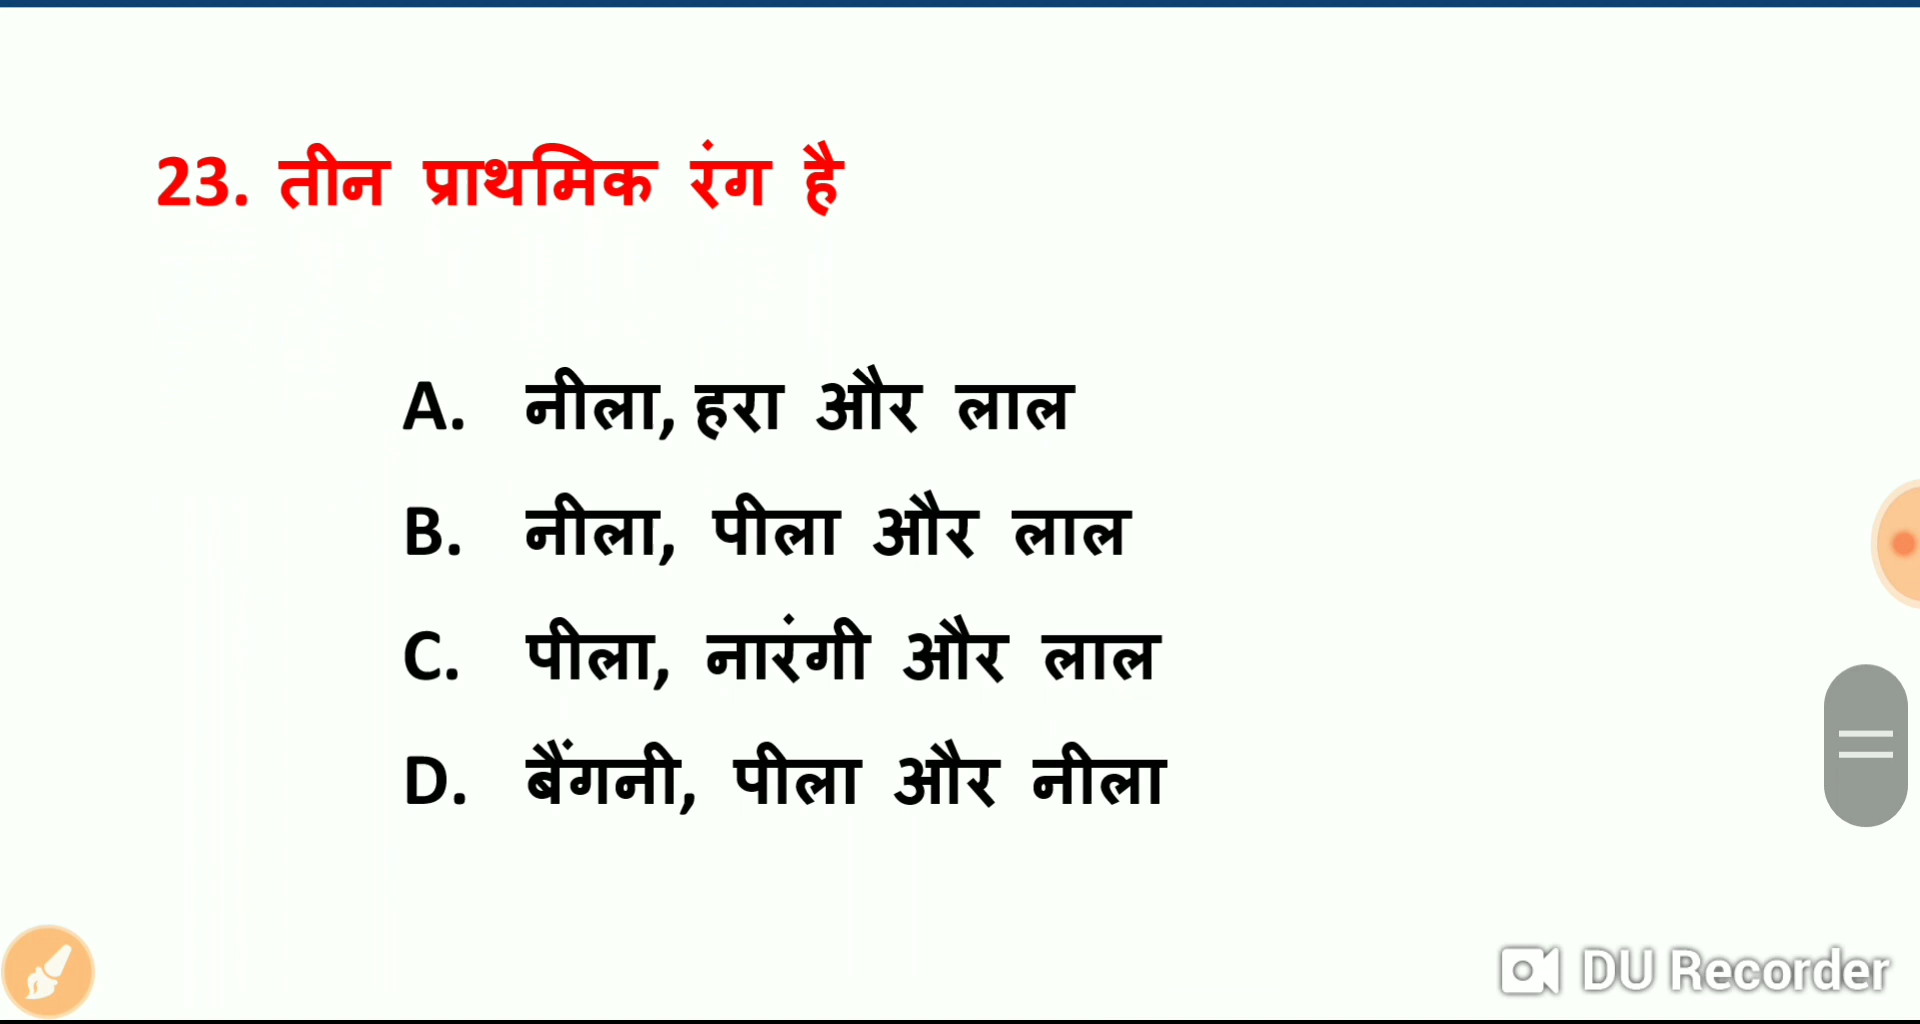 23. तीन प्राथमिक रंग है
A. नीला, हरा और लाल
B. नीला, पीला और लाल
C. पीला, नारंगी और लाल
D. बैंगनी, पीला और नीला
DU Recorder